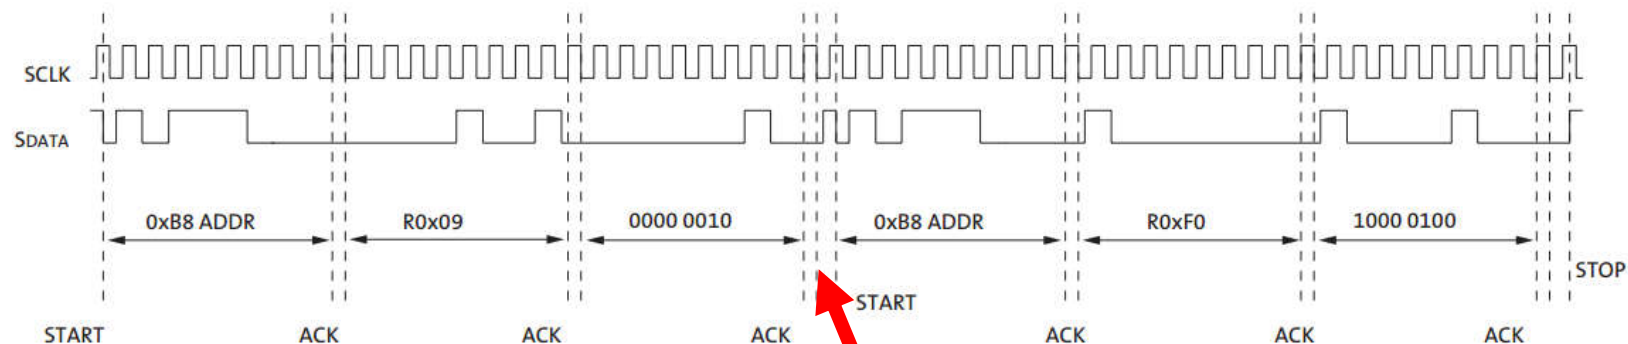 SCLK
SDATA
0xB8 ADDR
R0x09
0000 0010
0xB8 ADDR
R0xF0
1000 0100
STOP
START
START
ACK
ACK
ACK
ACK
ACK
ACK